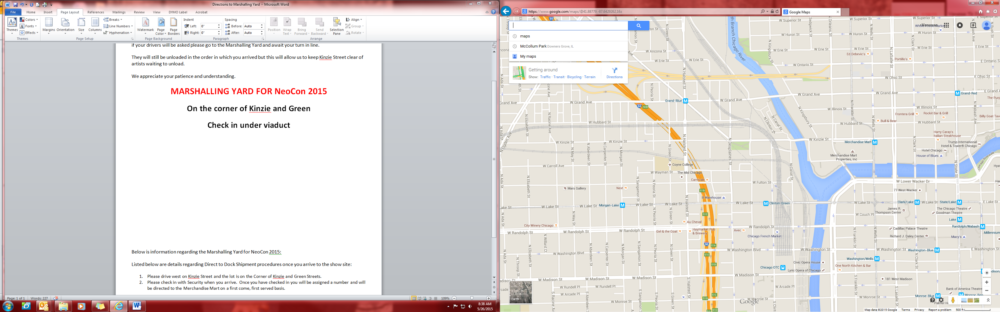 Directions to Marshalling Yard - Microsoft Word
File Home Insert Page Layout References Mailings Review View DYMO Label Acrobat
Themes Colors Fonts Effects
Margins Orientation Size Columns Breaks Line Numbers Hyphenation
Watermark Page Color Page Borders
Indent Left: 0" Right: 0"
Spacing Before: Auto After: Auto
Position Wrap Text Bring Forward Send Backward Selection Pane Align Group Rotate
Themes Page Setup Page Background Paragraph Arrange
if your drivers will be asked please go to the Marshalling Yard and await your turn in line.
They will still be unloaded in the order in which you arrived but this will allow us to keep Kinzie Street clear of
artists waiting to unload.
We appreciate your patience and understanding.
MARSHALLING YARD FOR NeoCon 2015
On the corner of Kinzie and Green
Check in under viaduct
Below is information regarding the Marshalling Yard for NeoCon 2015:
Listed below are details regarding Direct to Dock Shipment procedures once you arrive to the show site:
1. Please drive west on Kinzie Street and the lot is on the Corner of Kinzie and Green Streets.
2. Please check in with Security when you arrive. Once you have checked in you will be assigned a number and will
be directed to the Merchandise Mart on a first come, first served basis.
Page: 1 of 1 Words: 227 109%
8:38 AM
5/26/2015
https://www.google.com/maps/@41.88779,-87.6429262,16z
Google Maps
maps
McCollum Park Downers Grove, IL
My maps
Getting around
Show: Traffic · Transit · Bicycling · Terrain
Directions
+Vanessa
W Superior St
W Huron St
W Erie St
W Ancona St
W Ontario St
W Ohio St
W Grand Ave
W Illinois St
W Hubbard St
W Kinzie St
W Carroll Ave
W Wayman St
W Fulton St
W Lake St
W Randolph St
W Washington Blvd
W Washington St
W Madison St
W Rundell Pl
W Arcade Pl
W Monroe St
W Couch Pl
W Lower Wacker Dr
N Ogden Ave
N Ada St
N Throop St
N Elizabeth St
N Racine Ave
N Willard Ct
N May St
N Aberdeen St
N Carpenter St
N Morgan St
N Sangamon St
N Peoria St
N Green St
N Halsted St
N Desplaines St
N Clinton St
N Canal St
N Kingsbury St
N Orleans St
N Franklin St
N Wells St
N LaSalle St
N Clark St
N State St
N Wabash Ave
Chicago Riverwalk
Ed Debevic's
Portillo's
Grand-Red
Grand-Blue
Frontera Grill
Rockit Bar & Grill
Bull & Bear
Harry Caray's
Italian Steakhouse
Trump International
Hotel & Tower® Chicago
Hotel Chicago
House of Blues
Merchandise Mart
Merchandise Mart
Properties, Inc
Coyne College
The Mid Chicago
Carnivale
Mars Gallery
Next
B Warehouse
Morgan-Lake
Clinton-Green
77 West Wacker
Clark/Lake
State/Lake
James R.
Thompson Center
The Chicago Theatre
Goodman Theatre
Lake
Randolph/Wabash
City Winery Chicago
Au Cheval
Girl & the Goat
Haymarket Pub
& Brewery
Avec
Chicago French Market
Cadillac Palace Theatre
Richard J. Daley Center
Macy's
Washington-Blue
Washington/Wells
Civic Opera House
Lyric Opera of Chicago
One North Kitchen & Bar
Chicago OTC
181 West Madison
Bank of America Theatre
Monroe-Blue
Earth
Google
Map data ©2015 Google Terms Privacy Report a problem 500 ft